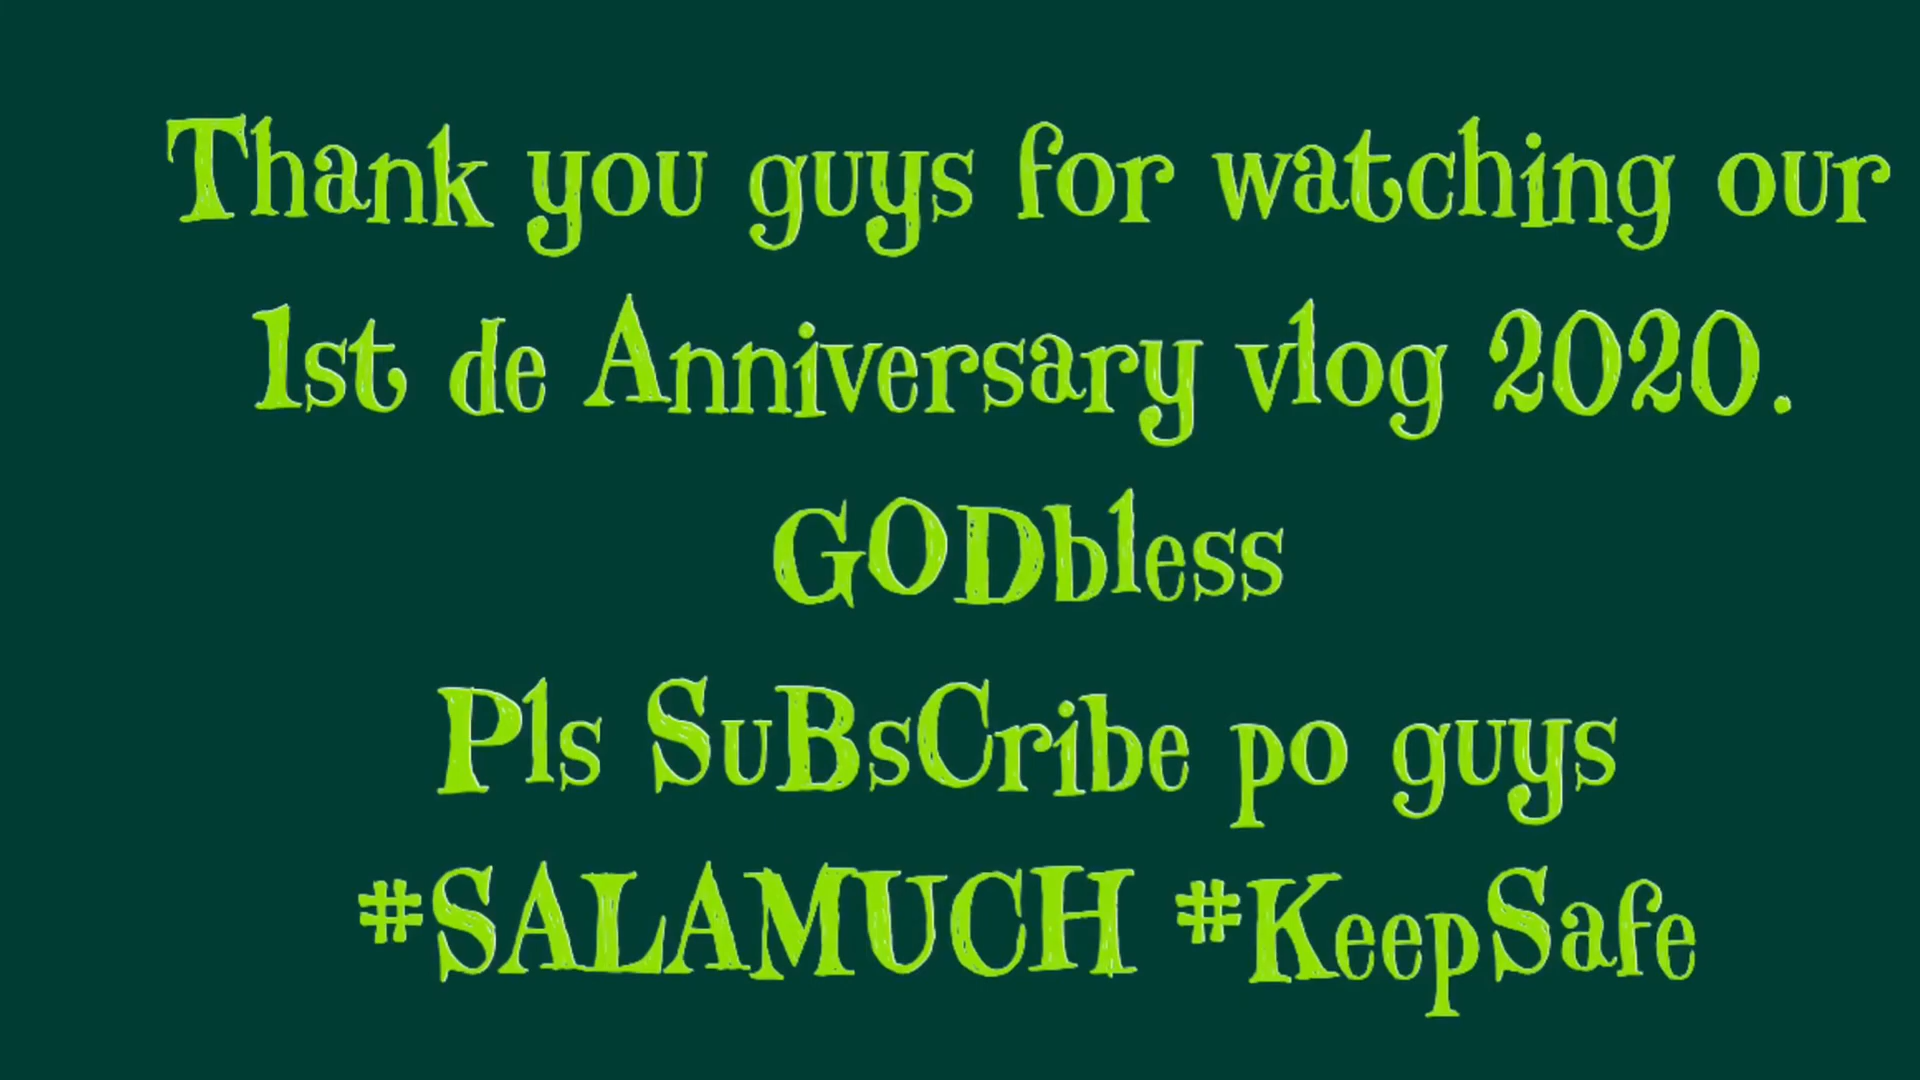 Thank you guys for watching our
1st de Anniversary vlog 2020.
GODbless
Pls SuBsCribe po guys
#SALAMUCH #KeepSafe